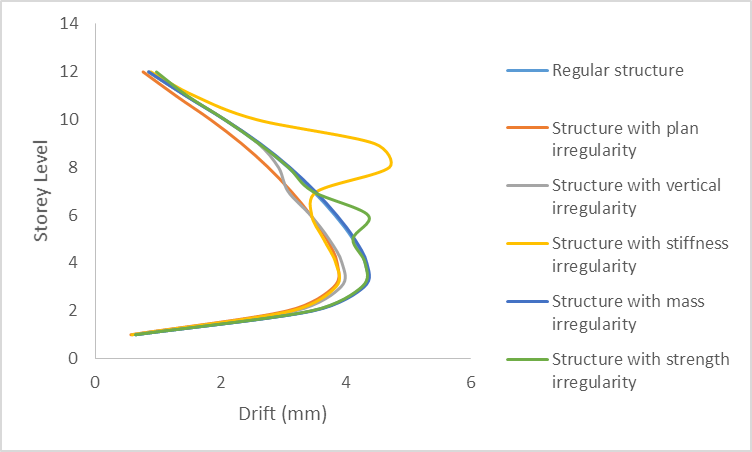 14
12
10
8
6
4
2
0
Storey Level
0 2 4 6
Drift (mm)
Regular structure
Structure with plan
irregularity
Structure with vertical
irregularity
Structure with stiffness
irregularity
Structure with mass
irregularity
Structure with strength
irregularity